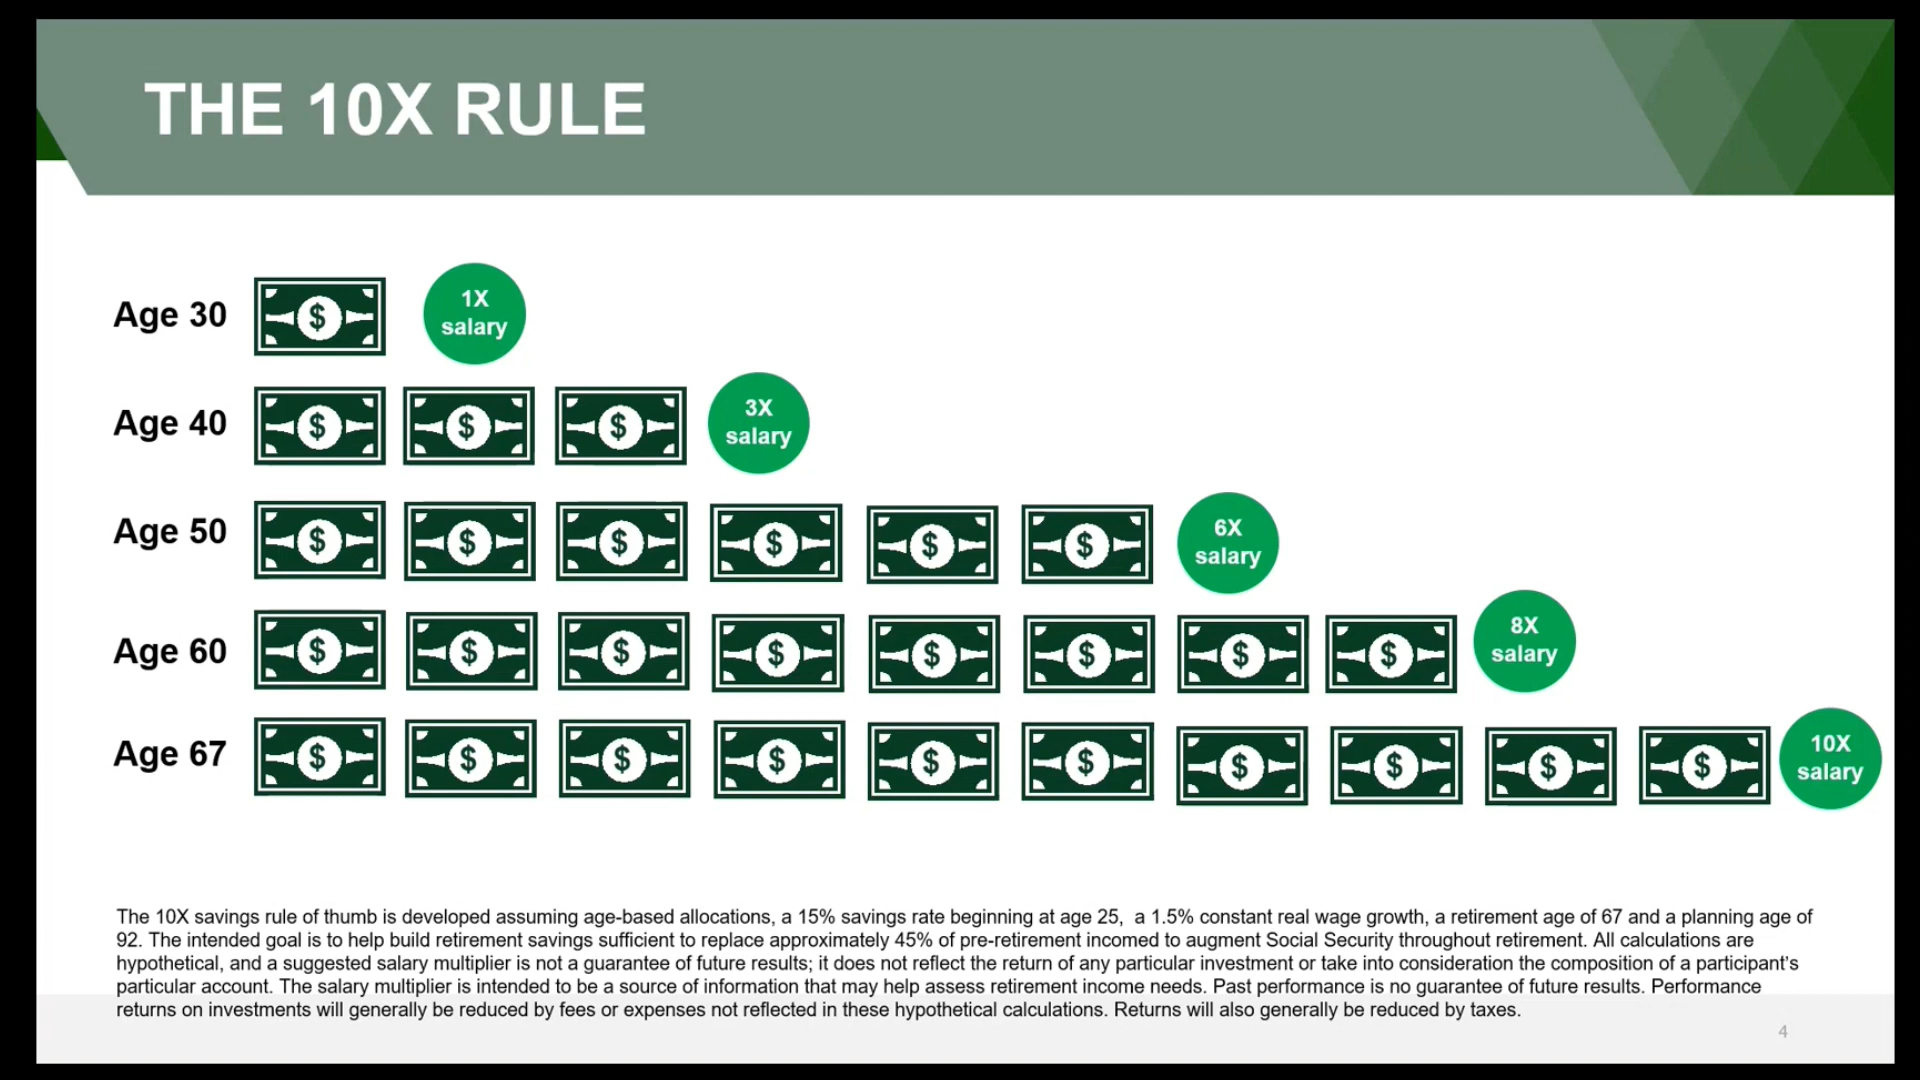 THE 10X RULE
Age 30
$
1X
salary
Age 40
$ $ $
3X
salary
Age 50
$ $ $ $ $ $
6X
salary
Age 60
$ $ $ $ $ $ $ $
8X
salary
Age 67
$ $ $ $ $ $ $ $ $ $
10X
salary
The 10X savings rule of thumb is developed assuming age-based allocations, a 15% savings rate beginning at age 25, a 1.5% constant real wage growth, a retirement age of 67 and a planning age of
92. The intended goal is to help build retirement savings sufficient to replace approximately 45% of pre-retirement incomed to augment Social Security throughout retirement. All calculations are
hypothetical, and a suggested salary multiplier is not a guarantee of future results; it does not reflect the return of any particular investment or take into consideration the composition of a participant's
particular account. The salary multiplier is intended to be a source of information that may help assess retirement income needs. Past performance is no guarantee of future results. Performance
returns on investments will generally be reduced by fees or expenses not reflected in these hypothetical calculations. Returns will also generally be reduced by taxes.
4